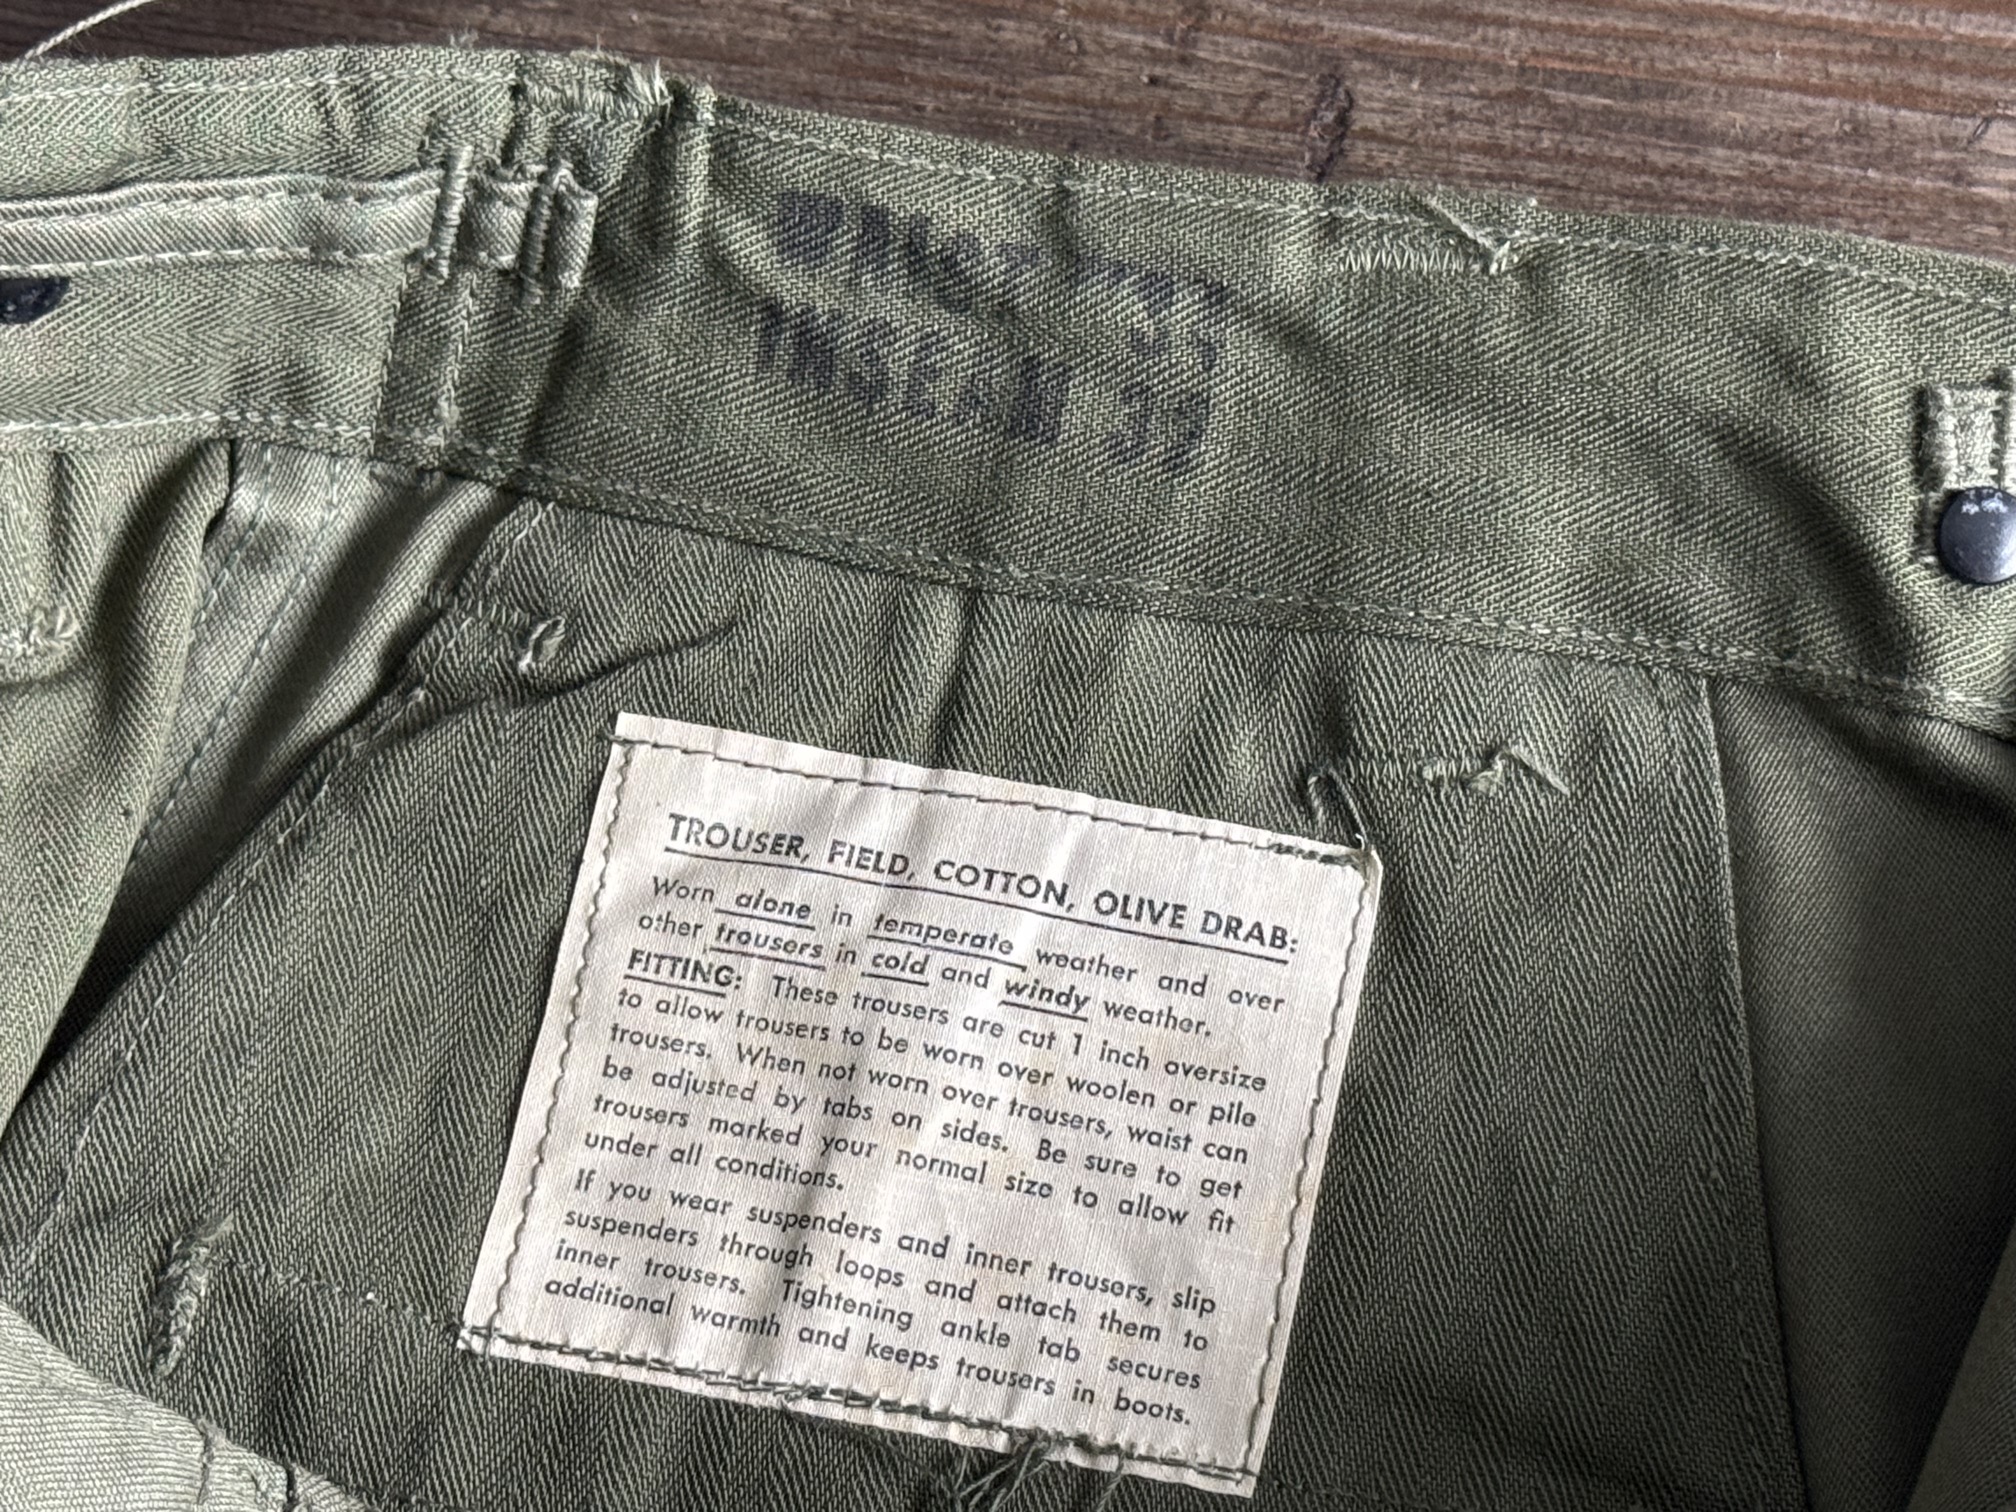 INSEAM 33
TROUSER, FIELD, COTTON, OLIVE DRAB:
Worn alone in temperate weather and over
other trousers in cold and windy weather.
FITTING: These trousers are cut 1 inch oversize
to allow trousers to be worn over woolen or pile
trousers. When not worn over trousers, waist can
be adjusted by tabs on sides. Be sure to get
trousers marked your normal size to allow fit
under all conditions.
If you wear suspenders and inner trousers, slip
suspenders through loops and attach them to
inner trousers. Tightening ankle tab secures
additional warmth and keeps trousers in boots.